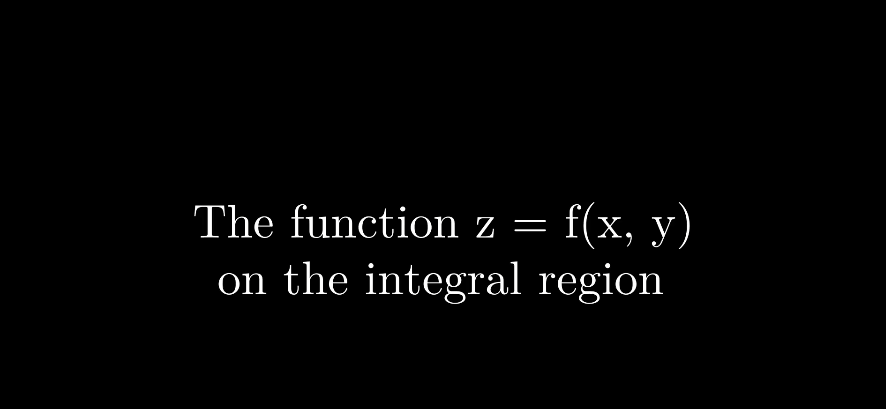 The function z = f(x, y)
on the integral region